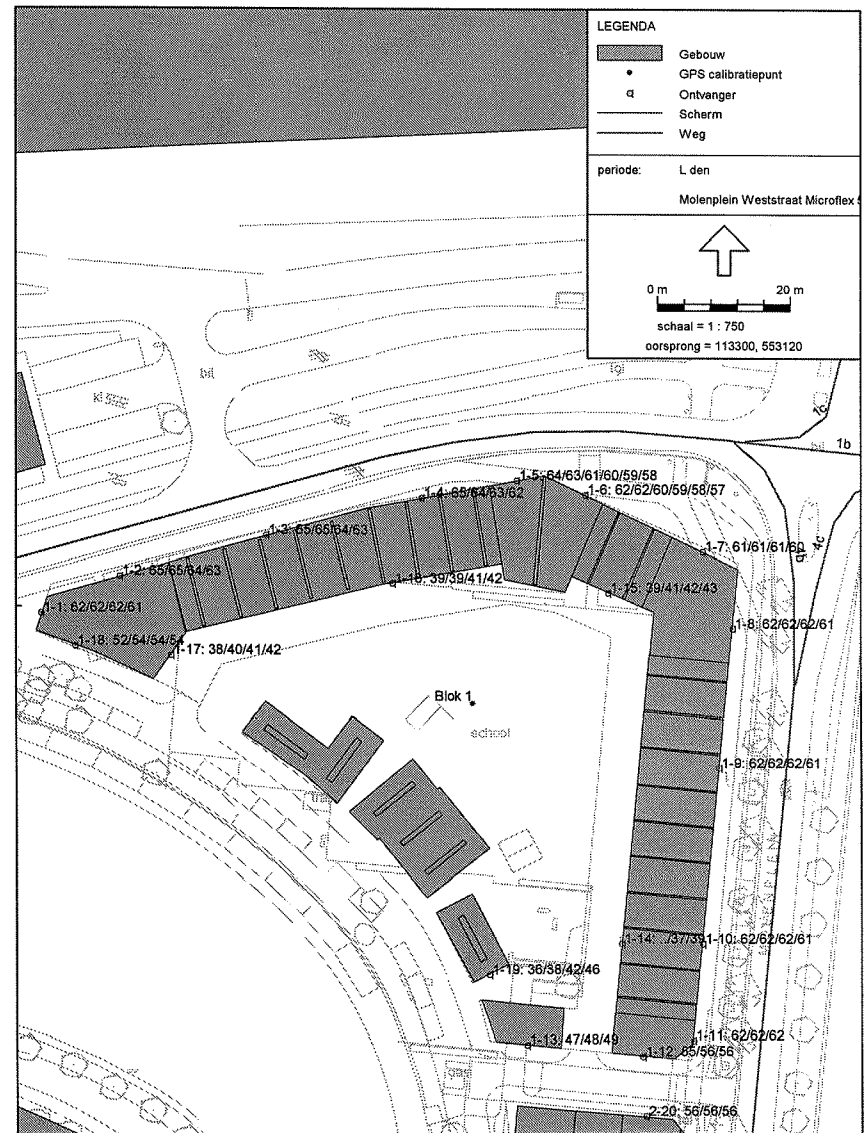 LEGENDA
Gebouw
GPS calibratiepunt
Ontvanger
Scherm
Weg
periode: L den
Molenplein Weststraat Microflex
0 m 20 m
schaal = 1 : 750
oorsprong = 113300, 553120
1c
1b
4c
1-5: 64/63/61/60/59/58
1-4: 65/64/63/62
1-6: 62/62/60/59/58/57
1-3: 65/65/64/63
1-7: 61/61/61/60
1-2: 65/65/64/63
1-16: 39/39/41/42
1-15: 39/41/42/43
1-1: 62/62/62/61
1-8: 62/62/62/61
1-18: 52/54/54/54
1-17: 38/40/41/42
Blok 1
school
1-9: 62/62/62/61
1-14: ../37/39
1-10: 62/62/62/61
1-19: 36/38/42/46
1-11: 62/62/62
1-13: 47/48/49
1-12: 55/56/56
2-20: 56/56/56